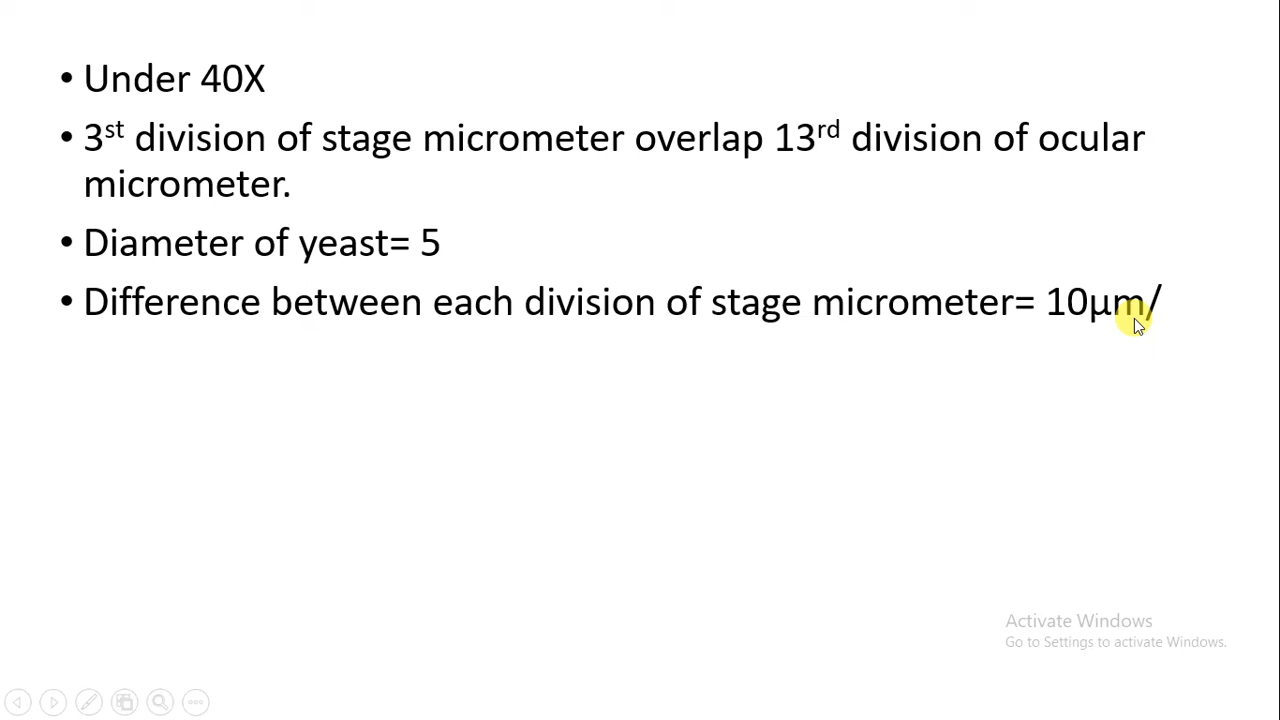 • Under 40X
• 3st division of stage micrometer overlap 13rd division of ocular
micrometer.
• Diameter of yeast= 5
• Difference between each division of stage micrometer= 10µm/
Activate Windows
Go to Settings to activate Windows.